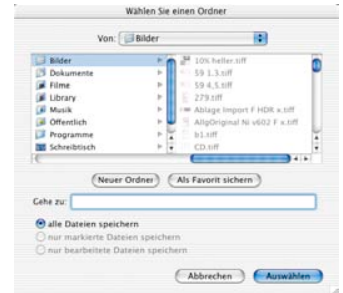 Wählen Sie einen Ordner
Von: Bilder
Bilder
Dokumente
Filme
Library
Musik
Öffentlich
Programme
Schreibtisch
10% heller.tiff
S9 1.3.tiff
S9 4,5.tiff
279.tiff
Ablage Import F HDR x.tiff
AllgOriginal Ni v602 F x.tiff
b1.tiff
CD.tiff
Neuer Ordner
Als Favorit sichern
Gehe zu:
alle Dateien speichern
nur markierte Dateien speichern
nur bearbeitete Dateien speichern
Abbrechen
Auswählen